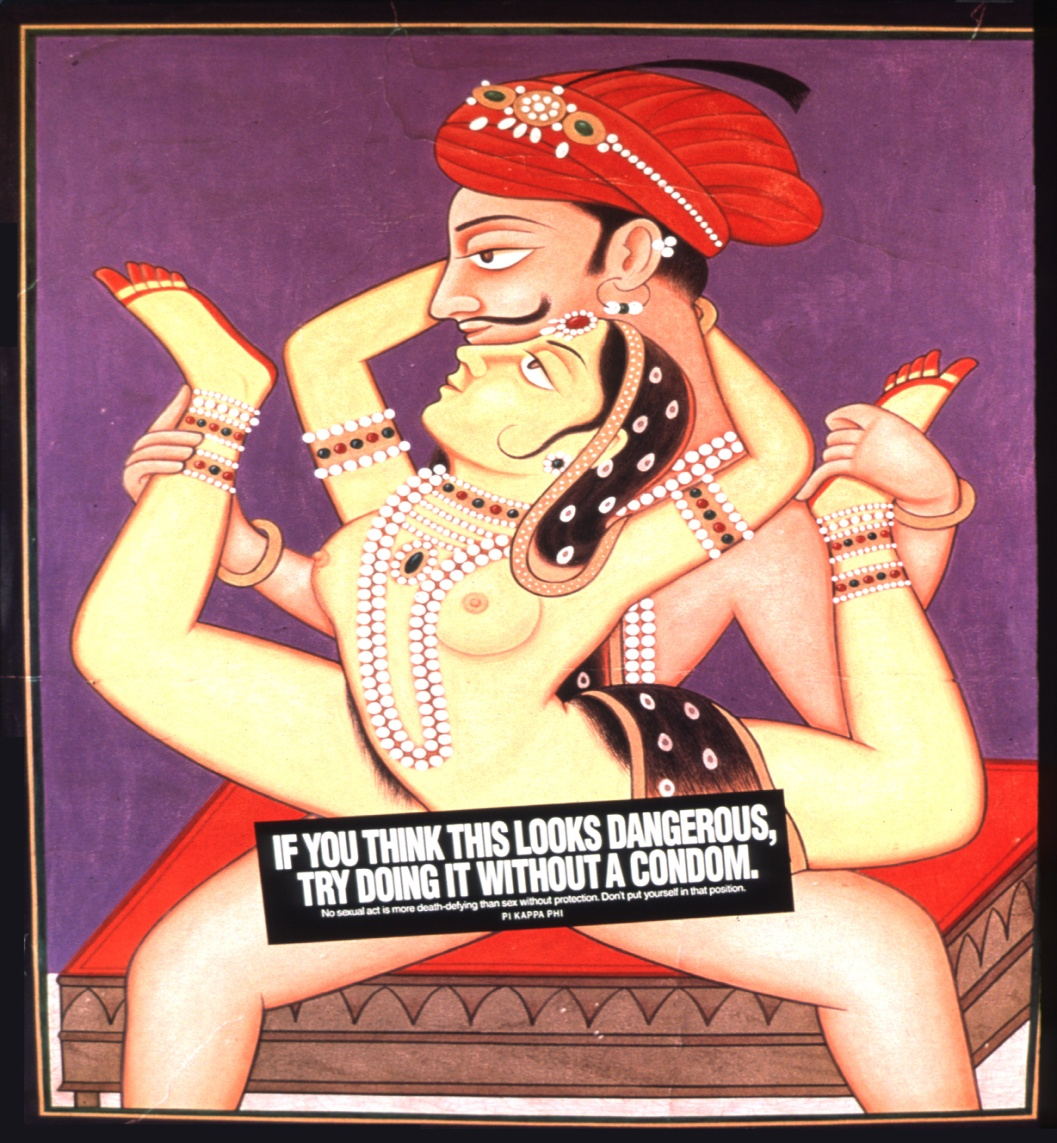 IF YOU THINK THIS LOOKS DANGEROUS,
TRY DOING IT WITHOUT A CONDOM.
No sexual act is more death-defying than sex without protection. Don't put yourself in that position.
PI KAPPA PHI